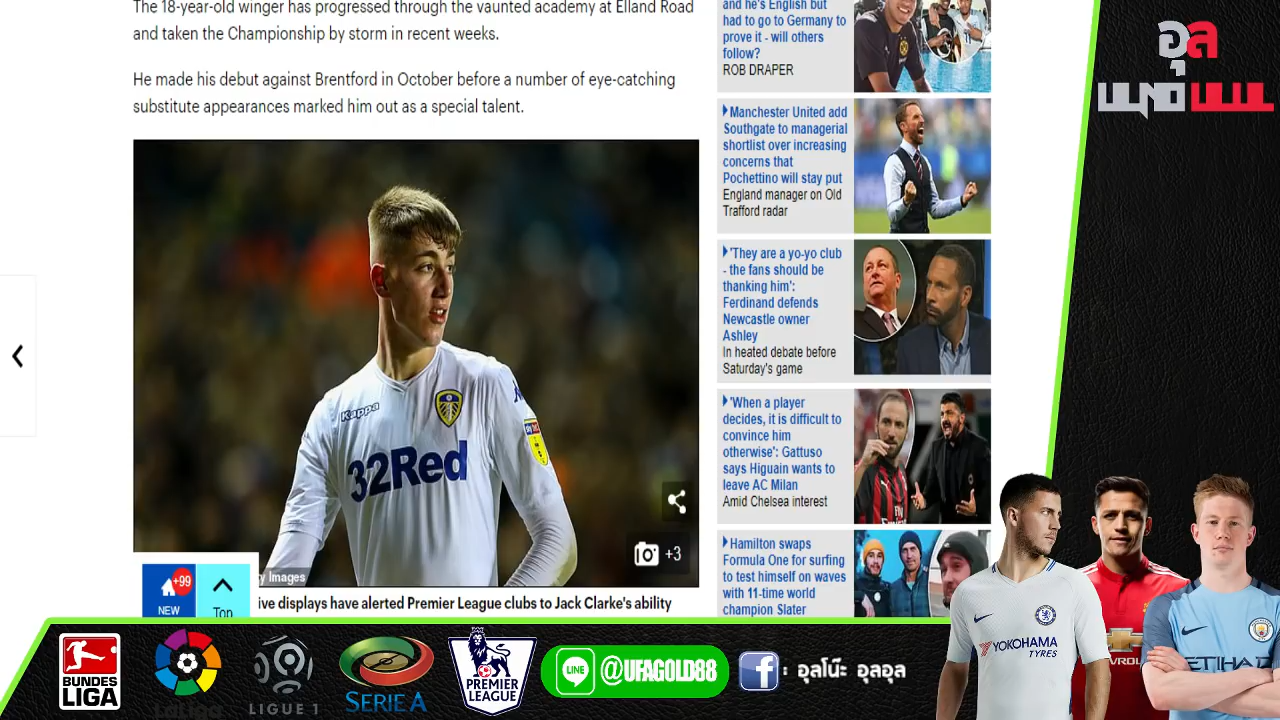 The 18-year-old winger has progressed through the vaunted academy at Elland Road
and taken the Championship by storm in recent weeks.
He made his debut against Brentford in October before a number of eye-catching
substitute appearances marked him out as a special talent.
Kappa
32Red
+3
y Images
+99
NEW
Top
ive displays have alerted Premier League clubs to Jack Clarke's ability
and he's English but
had to go to Germany to
prove it - will others
follow?
ROB DRAPER
Manchester United add
Southgate to managerial
shortlist over increasing
concerns that
Pochettino will stay put
England manager on Old
Trafford radar
'They are a yo-yo club
- the fans should be
thanking him':
Ferdinand defends
Newcastle owner
Ashley
In heated debate before
Saturday's game
'When a player
decides, it is difficult to
convince him
otherwise': Gattuso
says Higuain wants to
leave AC Milan
Amid Chelsea interest
Hamilton swaps
Formula One for surfing
to test himself on waves
with 11-time world
champion Slater
อุล
YOKOHAMA
TYRES
BUNDES
LIGA
LaLiga
LIGUE 1
SERIE A
PREMIER
LEAGUE
LINE
@UFAGOLD88
: อุลโน๊ะ อุลอุล